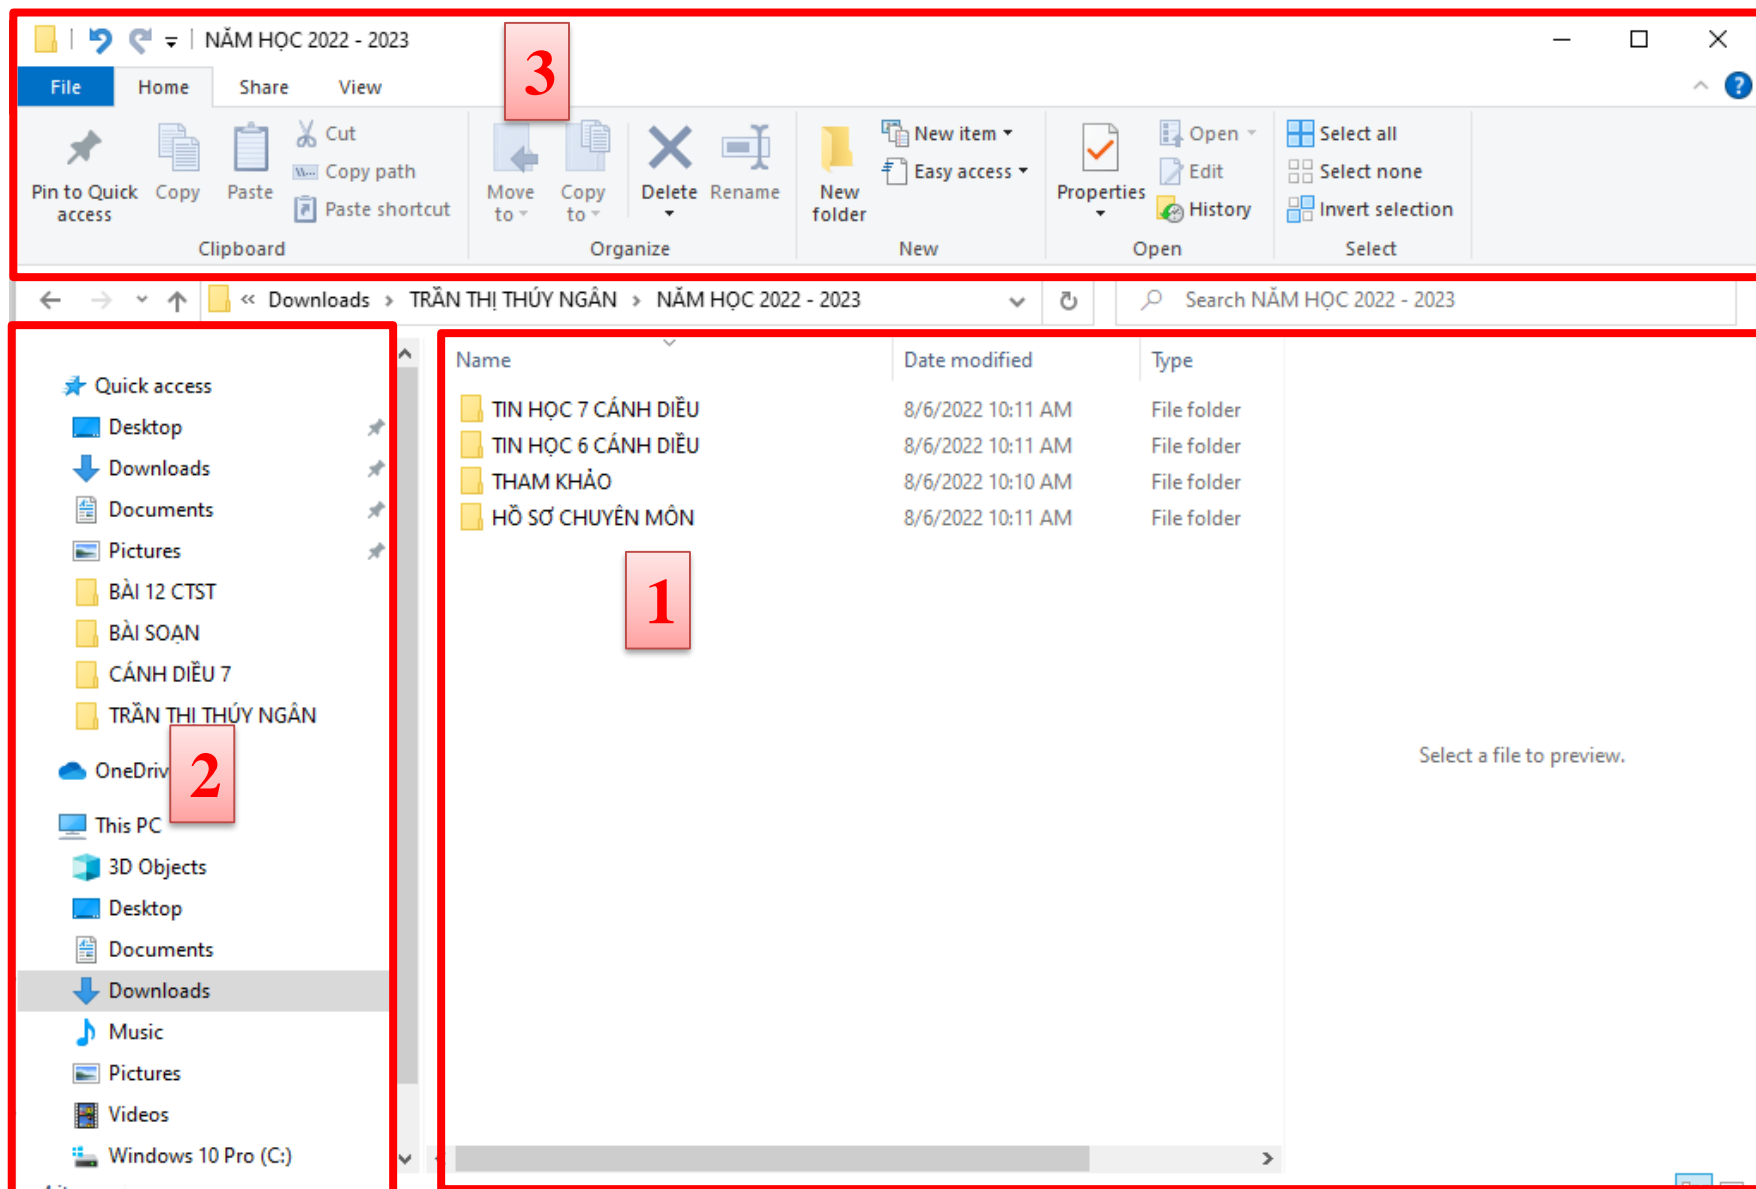 NĂM HỌC 2022 - 2023
3
File Home Share View
Pin to Quick access
Copy
Paste
Cut
Copy path
Paste shortcut
Clipboard
Move to
Copy to
Delete
Rename
Organize
New folder
New item
Easy access
New
Properties
Open
Edit
History
Open
Select all
Select none
Invert selection
Select
« Downloads > TRẦN THỊ THÚY NGÂN > NĂM HỌC 2022 - 2023
Search NĂM HỌC 2022 - 2023
Quick access
Desktop
Downloads
Documents
Pictures
BÀI 12 CTST
BÀI SOẠN
CÁNH DIỀU 7
TRẦN THỊ THÚY NGÂN
2
This PC
3D Objects
Desktop
Documents
Downloads
Music
Pictures
Videos
Windows 10 Pro (C:)
Name Date modified Type
TIN HỌC 7 CÁNH DIỀU 8/6/2022 10:11 AM File folder
TIN HỌC 6 CÁNH DIỀU 8/6/2022 10:11 AM File folder
THAM KHẢO 8/6/2022 10:10 AM File folder
HỒ SƠ CHUYÊN MÔN 8/6/2022 10:11 AM File folder
1
Select a file to preview.